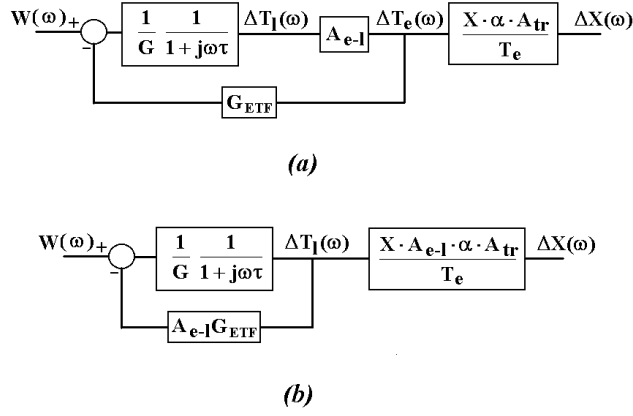 W(ω) + - 1/G 1/(1 + jωτ) ΔT_l(ω) A_e-l ΔT_e(ω) X · α · A_tr / T_e ΔX(ω)
G_ETF
(a)
W(ω) + - 1/G 1/(1 + jωτ) ΔT_l(ω) X · A_e-l · α · A_tr / T_e ΔX(ω)
A_e-l G_ETF
(b)